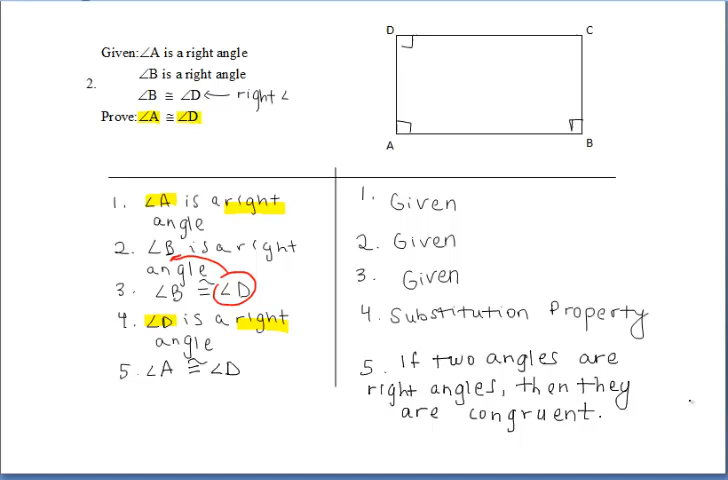 Given:∠A is a right angle
∠B is a right angle
2.
∠B ≅ ∠D ← right ∠
Prove: ∠A ≅ ∠D
D
C
A
B
1. ∠A is a right
angle
2. ∠B is a right
angle
3. ∠B ≅ ∠D
4. ∠D is a right
angle
5. ∠A ≅ ∠D
1. Given
2. Given
3. Given
4. Substitution Property
5. If two angles are
right angles, then they
are congruent.